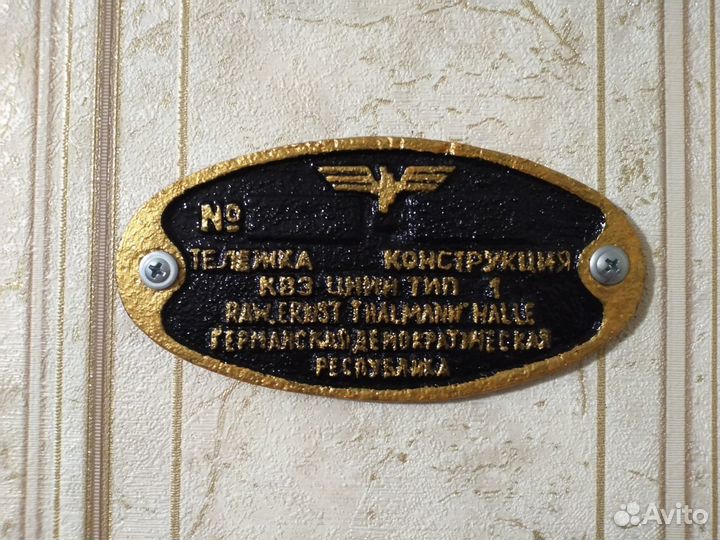 №
ТЕЛЕЖКА КОНСТРУКЦИЯ
КВЗ ЦНИИ ТИП 1
RAW„ERNST THALMANN" HALLE
ГЕРМАНСКАЯ ДЕМОКРАТИЧЕСКАЯ
РЕСПУБЛИКА
Avito